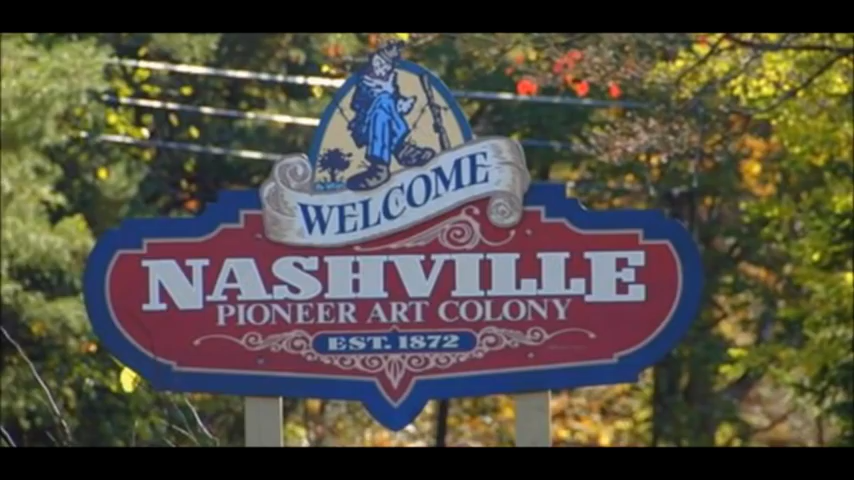 WELCOME
NASHVILLE
PIONEER ART COLONY
EST. 1872